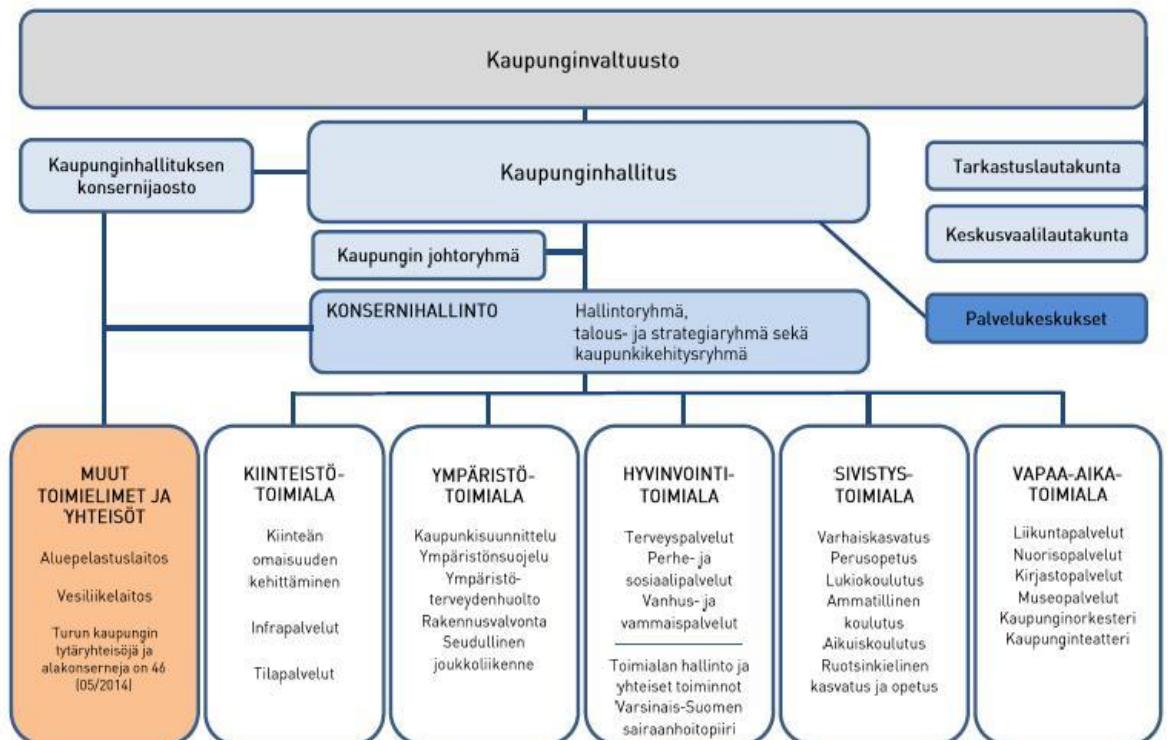 Kaupunginvaltuusto
Kaupunginhallituksen
konsernijaosto
Kaupunginhallitus
Tarkastuslautakunta
Keskusvaalilautakunta
Kaupungin johtoryhmä
Palvelukeskukset
KONSERNIHALLINTO
Hallintoryhmä,
talous- ja strategiaryhmä sekä
kaupunkikehitysryhmä
MUUT
TOIMIELIMET JA
YHTEISÖT
Aluepelastuslaitos
Vesiliikelaitos
Turun kaupungin
tytäryhteisöjä ja
alakonserneja on 46
(05/2014)
KIINTEISTÖ-
TOIMIALA
Kiinteän
omaisuuden
kehittäminen
Infrapalvelut
Tilapalvelut
YMPÄRISTÖ-
TOIMIALA
Kaupunkisuunnittelu
Ympäristönsuojelu
Ympäristö-
terveydenhuolto
Rakennusvalvonta
Seudullinen
joukkoliikenne
HYVINVOINTI-
TOIMIALA
Terveyspalvelut
Perhe- ja
sosiaalipalvelut
Vanhus- ja
vammaispalvelut
Toimialan hallinto ja
yhteiset toiminnot
Varsinais-Suomen
sairaanhoitopiiri
SIVISTYS-
TOIMIALA
Varhaiskasvatus
Perusopetus
Lukiokoulutus
Ammatillinen
koulutus
Aikuiskoulutus
Ruotsinkielinen
kasvatus ja opetus
VAPAA-AIKA-
TOIMIALA
Liikuntapalvelut
Nuorisopalvelut
Kirjastopalvelut
Museopalvelut
Kaupunginorkesteri
Kaupunginteatteri